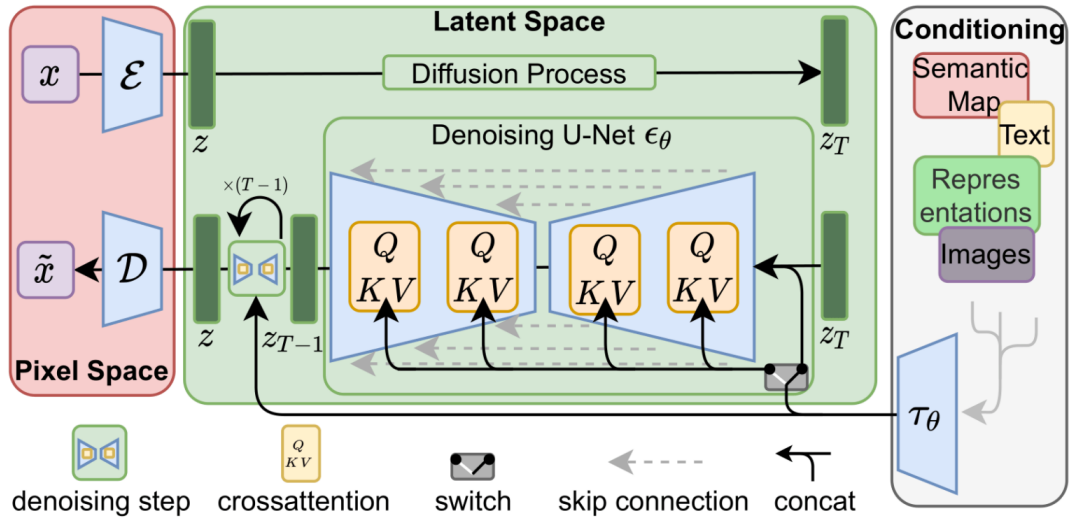 Latent Space
Conditioning
x
ℰ
Diffusion Process
Semantic
Map
z
Denoising U-Net ϵ_θ
z_T
Text
×(T−1)
Repres
entations
Q
KV
Q
KV
Q
KV
Q
KV
x̃
𝒟
Images
z
z_{T−1}
z_T
Pixel Space
τ_θ
Q
KV
denoising step
crossattention
switch
skip connection
concat